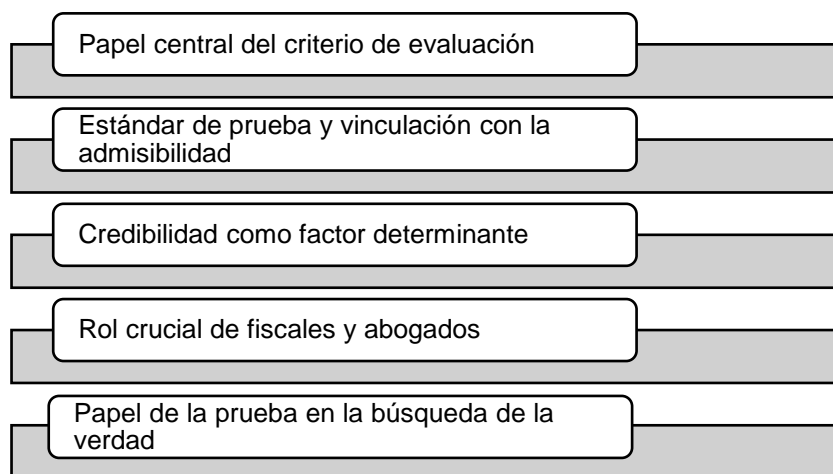 Papel central del criterio de evaluación
Estándar de prueba y vinculación con la
admisibilidad
Credibilidad como factor determinante
Rol crucial de fiscales y abogados
Papel de la prueba en la búsqueda de la
verdad